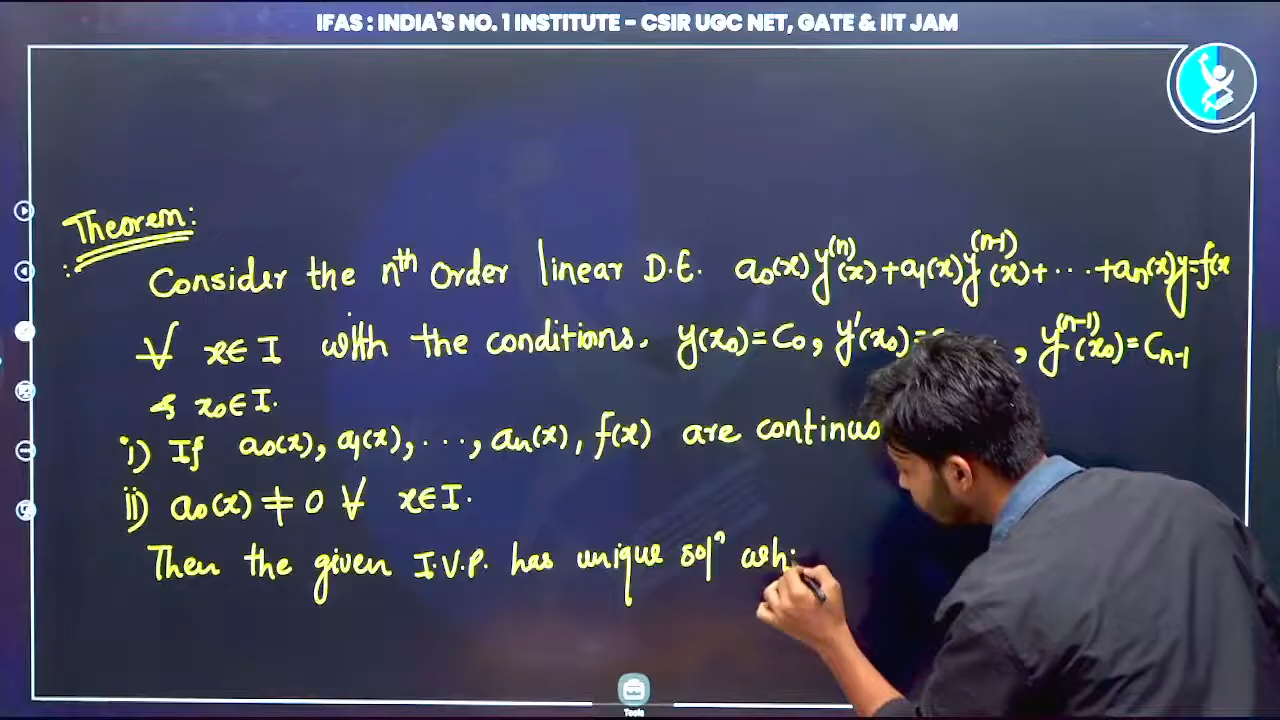 IFAS : INDIA'S NO. 1 INSTITUTE - CSIR UGC NET, GATE & IIT JAM
Theorem:
Consider the nth Order linear D.E. a₀(x)y⁽ⁿ⁾(x)+a₁(x)y⁽ⁿ⁻¹⁾(x)+...+aₙ(x)y=f(x
∀ x∈I with the conditions. y(x₀)=C₀, y'(x₀)= , y⁽ⁿ⁻¹⁾(x₀)=Cₙ₋₁
& x₀∈I.
i) If a₀(x), a₁(x), ..., aₙ(x), f(x) are continuo
ii) a₀(x) ≠ 0 ∀ x∈I.
Then the given I.V.P. has unique solⁿ whi
Tools